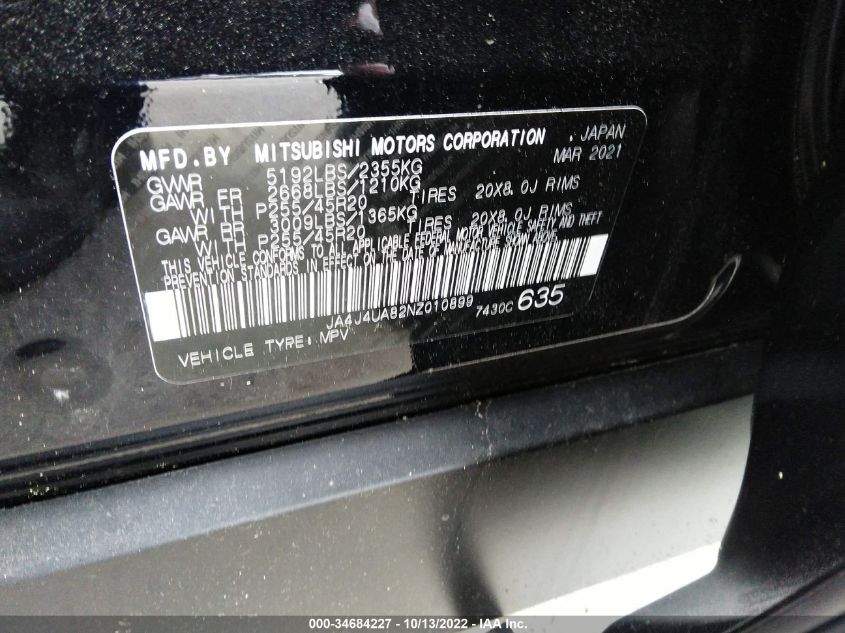 MFD.BY MITSUBISHI MOTORS CORPORATION . JAPAN
MAR 2021
GVWR 5192LBS/2355KG
GAWR FR 2668LBS/1210KG
WITH P255/45R20 TIRES 20X8.0J RIMS
GAWR RR 3009LBS/1365KG
WITH P255/45R20 TIRES 20X8.0J RIMS
THIS VEHICLE CONFORMS TO ALL APPLICABLE FEDERAL MOTOR VEHICLE SAFETY AND THEFT
PREVENTION STANDARDS IN EFFECT ON THE DATE OF MANUFACTURE SHOWN ABOVE.
JA4J4UA82NZ010899 7430C 635
VEHICLE TYPE: MPV
000-34684227 - 10/13/2022 - IAA Inc.